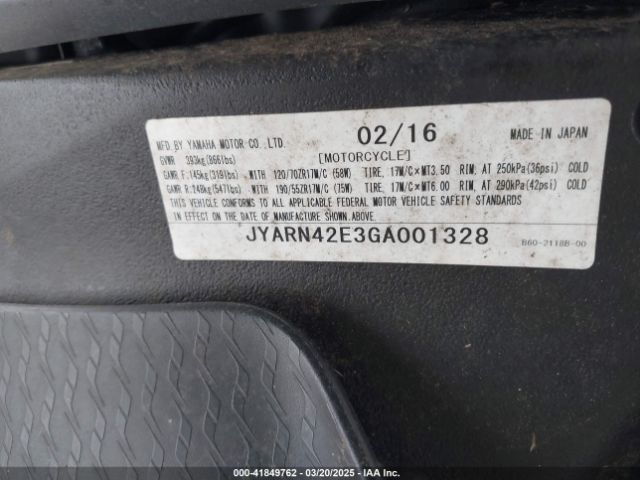 MFD. BY YAMAHA MOTOR CO., LTD. 02/16 MADE IN JAPAN
GVWR 393kg(866lbs) [MOTORCYCLE]
GAWR F:145kg(319lbs) WITH 120/70ZR17M/C (58W) TIRE, 17M/C×MT3.50 RIM, AT 250kPa(36psi) COLD
GAWR R:248kg(547lbs) WITH 190/55ZR17M/C (75W) TIRE, 17M/C×MT6.00 RIM, AT 290kPa(42psi) COLD
THIS VEHICLE CONFORMS TO ALL APPLICABLE FEDERAL MOTOR VEHICLE SAFETY STANDARDS
IN EFFECT ON THE DATE OF MANUFACTURE SHOWN ABOVE.
JYARN42E3GA001328 B60-2118B-00
000-41849762 — 03/20/2025 — IAA Inc.